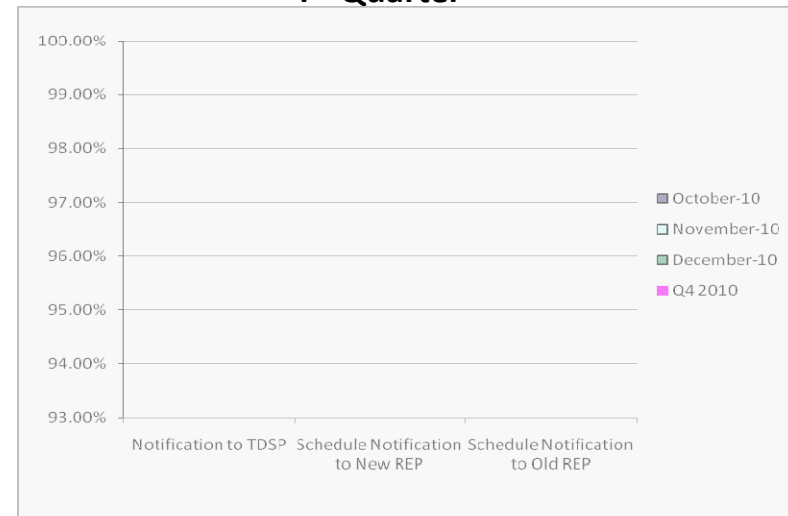 Quarter
100.00%
99.00%
98.00%
97.00%
96.00%
95.00%
94.00%
93.00%
Notification to TDSP
Schedule Notification
to New REP
Schedule Notification
to Old REP
October-10
November-10
December-10
Q4 2010